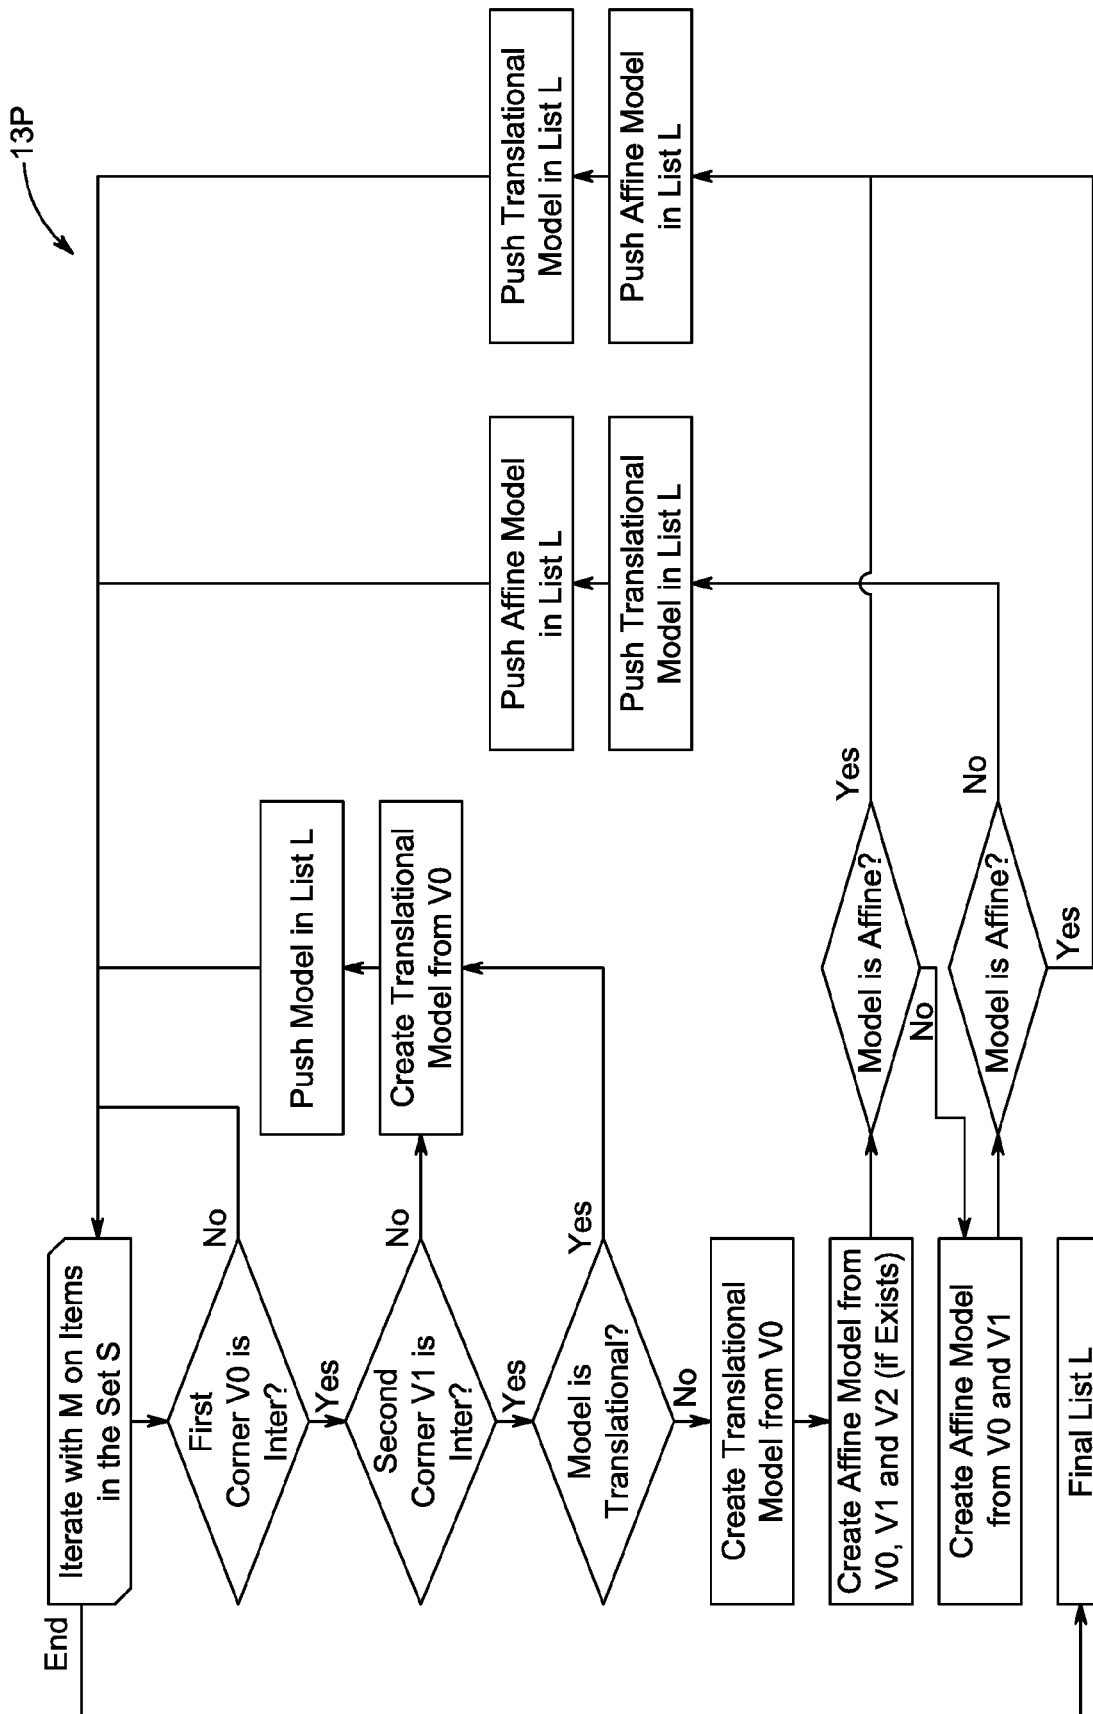 13P
Iterate with M on Items
in the Set S
End
First
Corner V0 is
Inter?
No
Yes
Second
Corner V1 is
Inter?
No
Yes
Model is
Translational?
Yes
No
Push Model in List L
Create Translational
Model from V0
Create Translational
Model from V0
Create Affine Model from
V0, V1 and V2 (if Exists)
Model is Affine?
Yes
No
Create Affine Model
from V0 and V1
Model is Affine?
No
Yes
Push Affine Model
in List L
Push Translational
Model in List L
Push Translational
Model in List L
Push Affine Model
in List L
Final List L